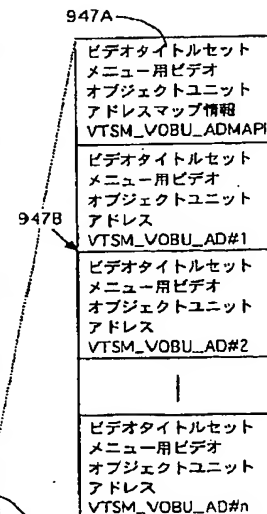 947A
ビデオタイトルセット
メニュー用ビデオ
オブジェクトユニット
アドレスマップ情報
VTSM_VOBU_ADMAPI
ビデオタイトルセット
メニュー用ビデオ
オブジェクトユニット
アドレス
VTSM_VOBU_AD#1
947B
ビデオタイトルセット
メニュー用ビデオ
オブジェクトユニット
アドレス
VTSM_VOBU_AD#2
ビデオタイトルセット
メニュー用ビデオ
オブジェクトユニット
アドレス
VTSM_VOBU_AD#n